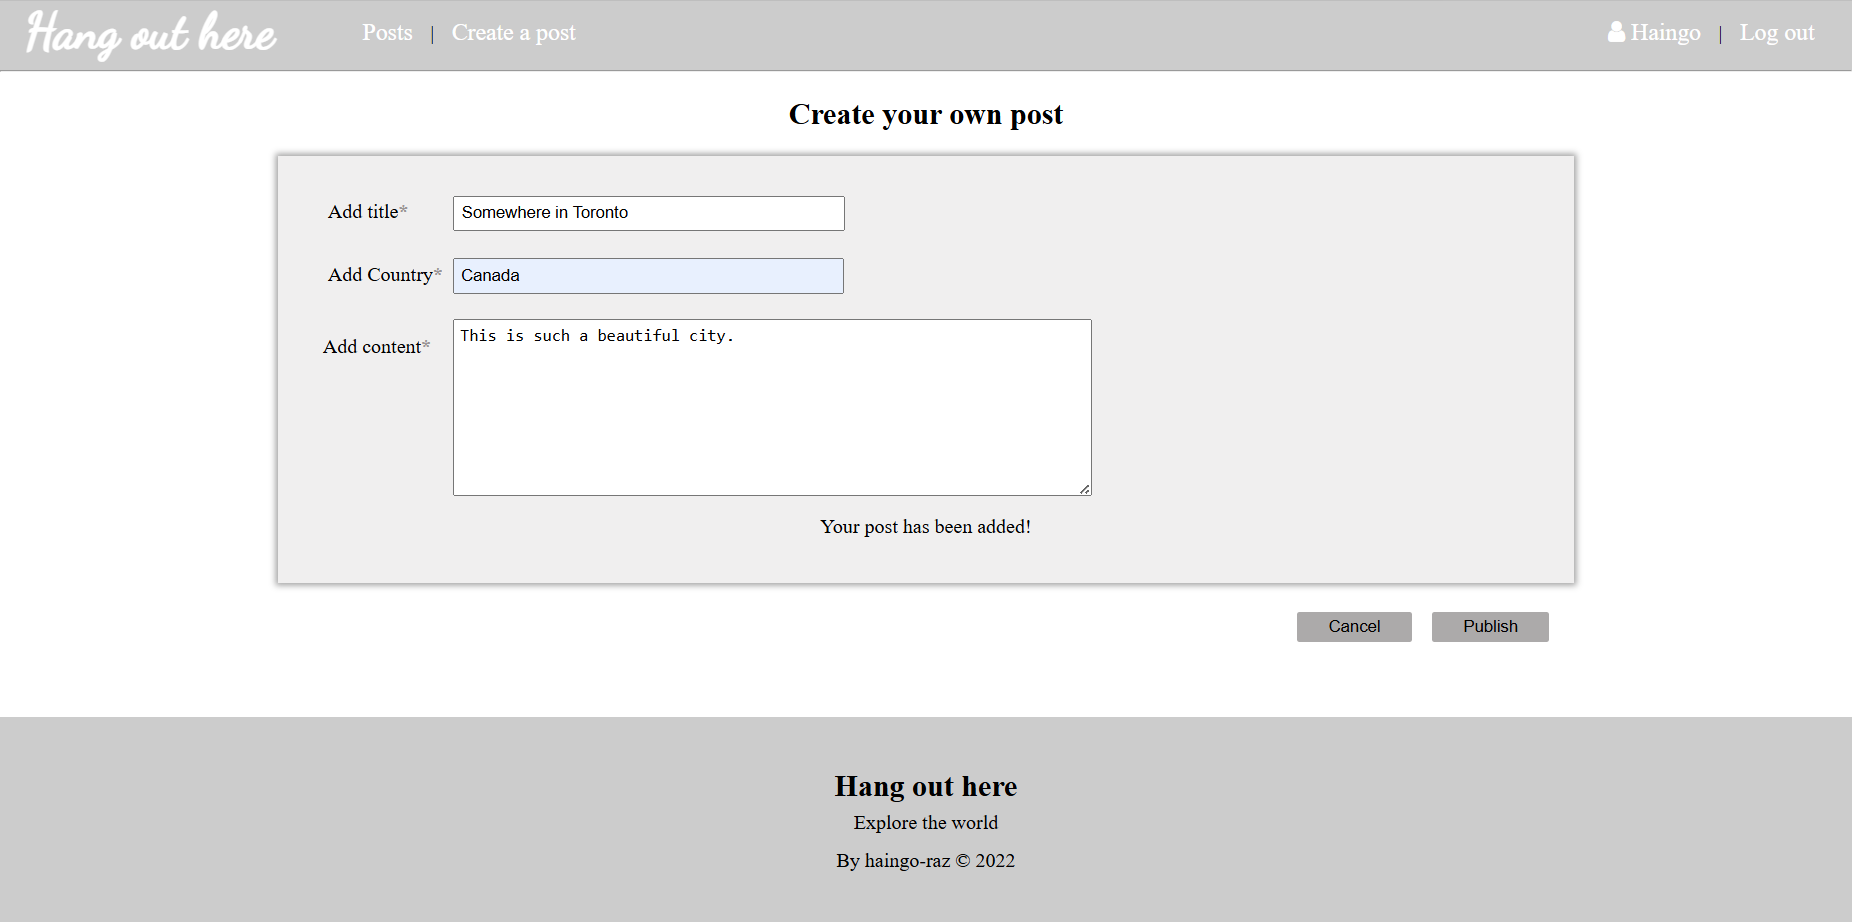 Hang out here
Posts | Create a post
Haingo | Log out
Create your own post
Add title* Somewhere in Toronto
Add Country* Canada
Add content* This is such a beautiful city.
Your post has been added!
Cancel Publish
Hang out here
Explore the world
By haingo-raz © 2022